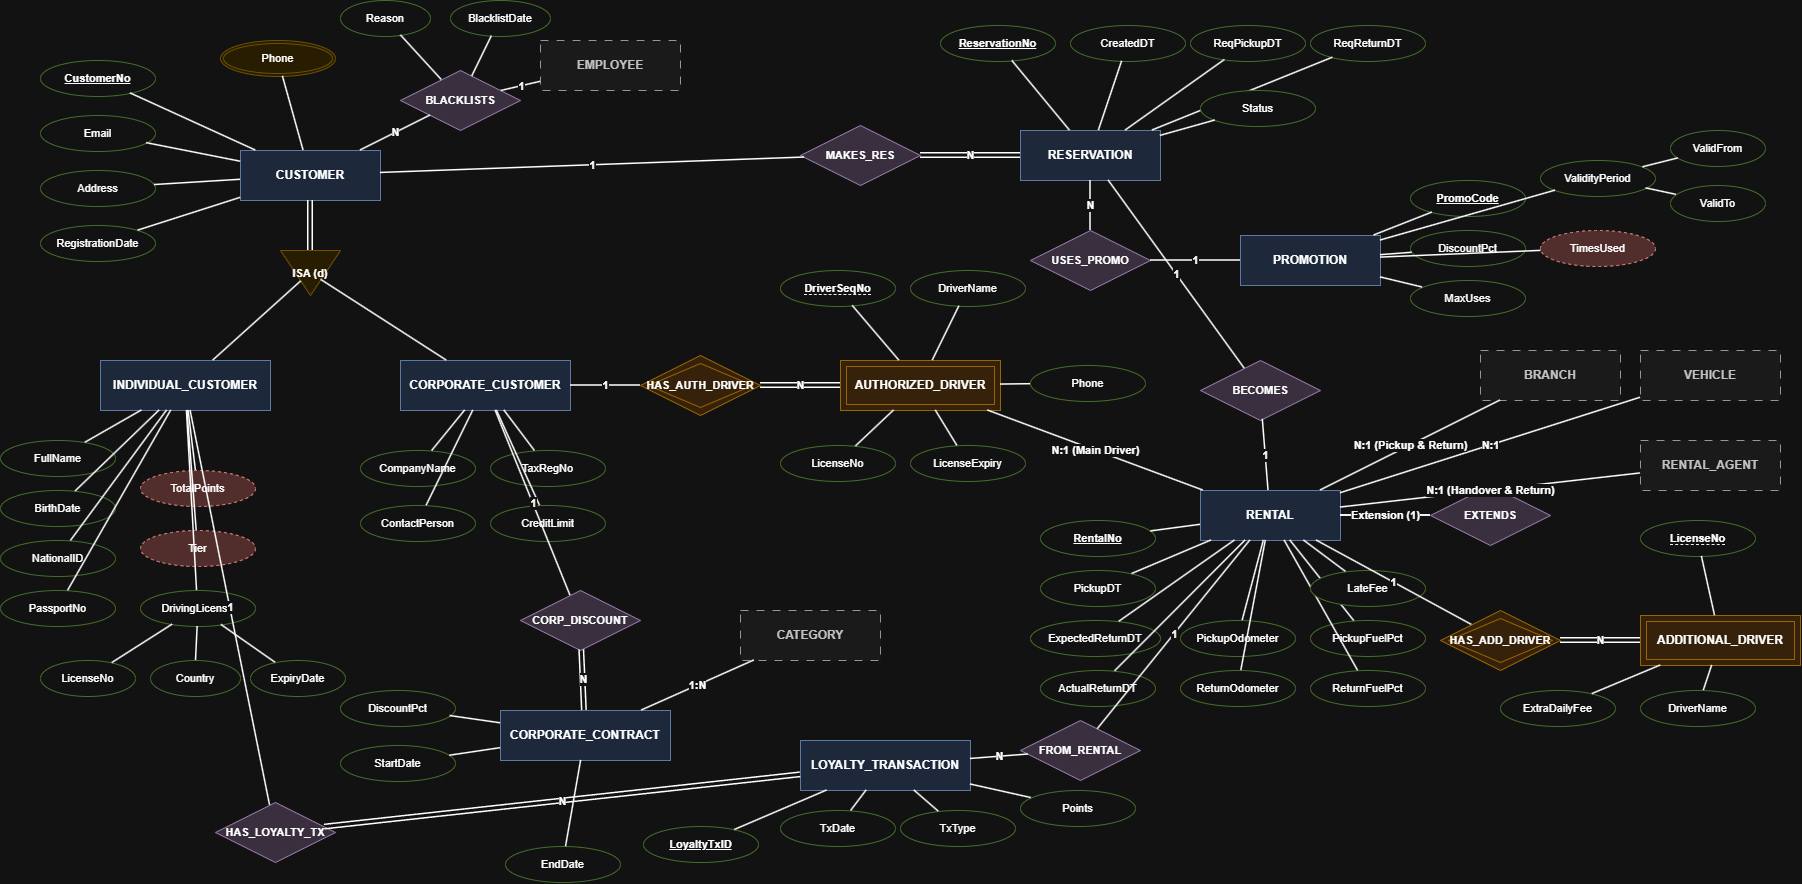 Reason
BlacklistDate
Phone
CustomerNo
EMPLOYEE
BLACKLISTS
1
N
Email
CUSTOMER
Address
RegistrationDate
ISA (d)
1
MAKES_RES
N
ReservationNo
CreatedDT
ReqPickupDT
ReqReturnDT
Status
RESERVATION
N
USES_PROMO
1
1
PROMOTION
PromoCode
DiscountPct
MaxUses
ValidityPeriod
ValidFrom
ValidTo
TimesUsed
DriverSeqNo
DriverName
INDIVIDUAL_CUSTOMER
CORPORATE_CUSTOMER
1
HAS_AUTH_DRIVER
N
AUTHORIZED_DRIVER
Phone
LicenseNo
LicenseExpiry
N:1 (Main Driver)
BECOMES
1
BRANCH
VEHICLE
N:1 (Pickup & Return)
N:1
RENTAL_AGENT
N:1 (Handover & Return)
RENTAL
Extension (1)
EXTENDS
FullName
TotalPoints
BirthDate
Tier
NationalID
PassportNo
DrivingLicens
1
LicenseNo
Country
ExpiryDate
CompanyName
TaxRegNo
1
ContactPerson
CreditLimit
CORP_DISCOUNT
N
CATEGORY
1:N
DiscountPct
StartDate
CORPORATE_CONTRACT
EndDate
RentalNo
PickupDT
ExpectedReturnDT
ActualReturnDT
1
PickupOdometer
ReturnOdometer
LateFee
1
PickupFuelPct
ReturnFuelPct
HAS_ADD_DRIVER
N
ADDITIONAL_DRIVER
LicenseNo
ExtraDailyFee
DriverName
FROM_RENTAL
N
LOYALTY_TRANSACTION
N
HAS_LOYALTY_TX
LoyaltyTxID
TxDate
TxType
Points